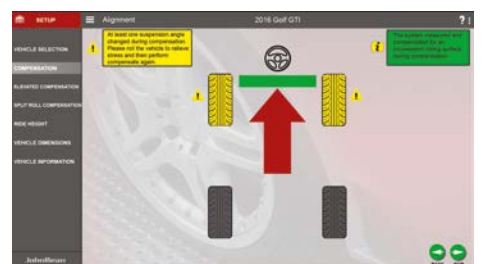 SETUP
Alignment
2016 Golf GTI
?
VEHICLE SELECTION
COMPENSATION
ELEVATED COMPENSATION
SPLIT ROLL COMPENSATION
RIDE HEIGHT
VEHICLE DIMENSIONS
VEHICLE INFORMATION
At least one suspension angle
changed during compensation.
Please roll the vehicle to relieve
stress and then perform
compensate again.
The system measured and
compensated for an
inconsistent rolling surface
during compensation.
JohnBean